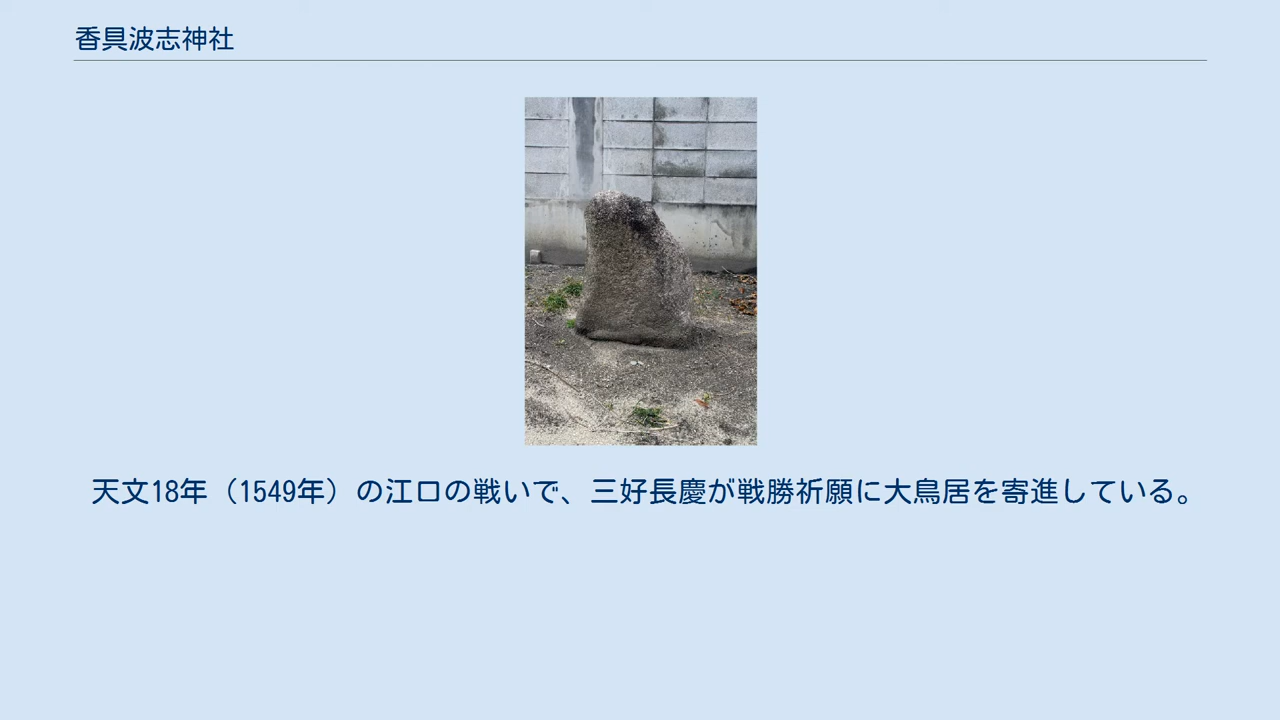 香具波志神社
天文18年（1549年）の江口の戦いで、三好長慶が戦勝祈願に大鳥居を寄進している。